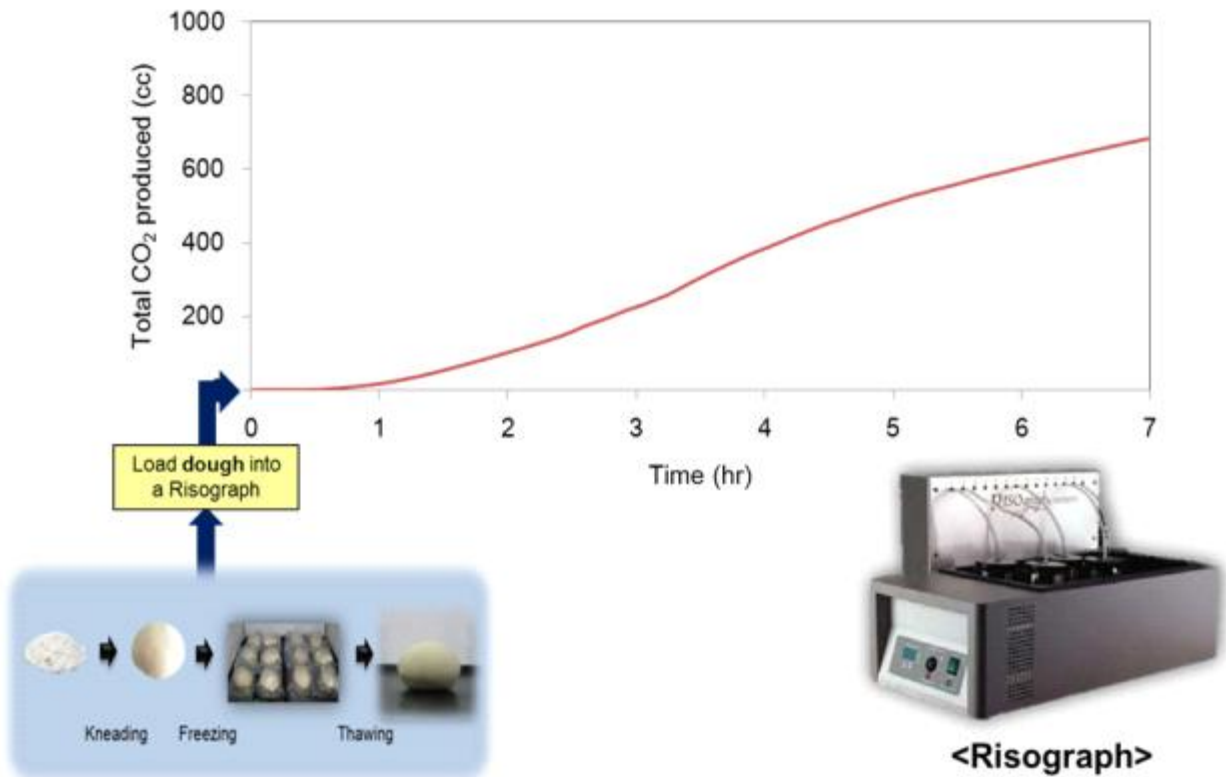 1000
800
600
400
200
Total CO₂ produced (cc)
0 1 2 3 4 5 6 7
Time (hr)
Load dough into
a Risograph
Kneading Freezing Thawing
<Risograph>